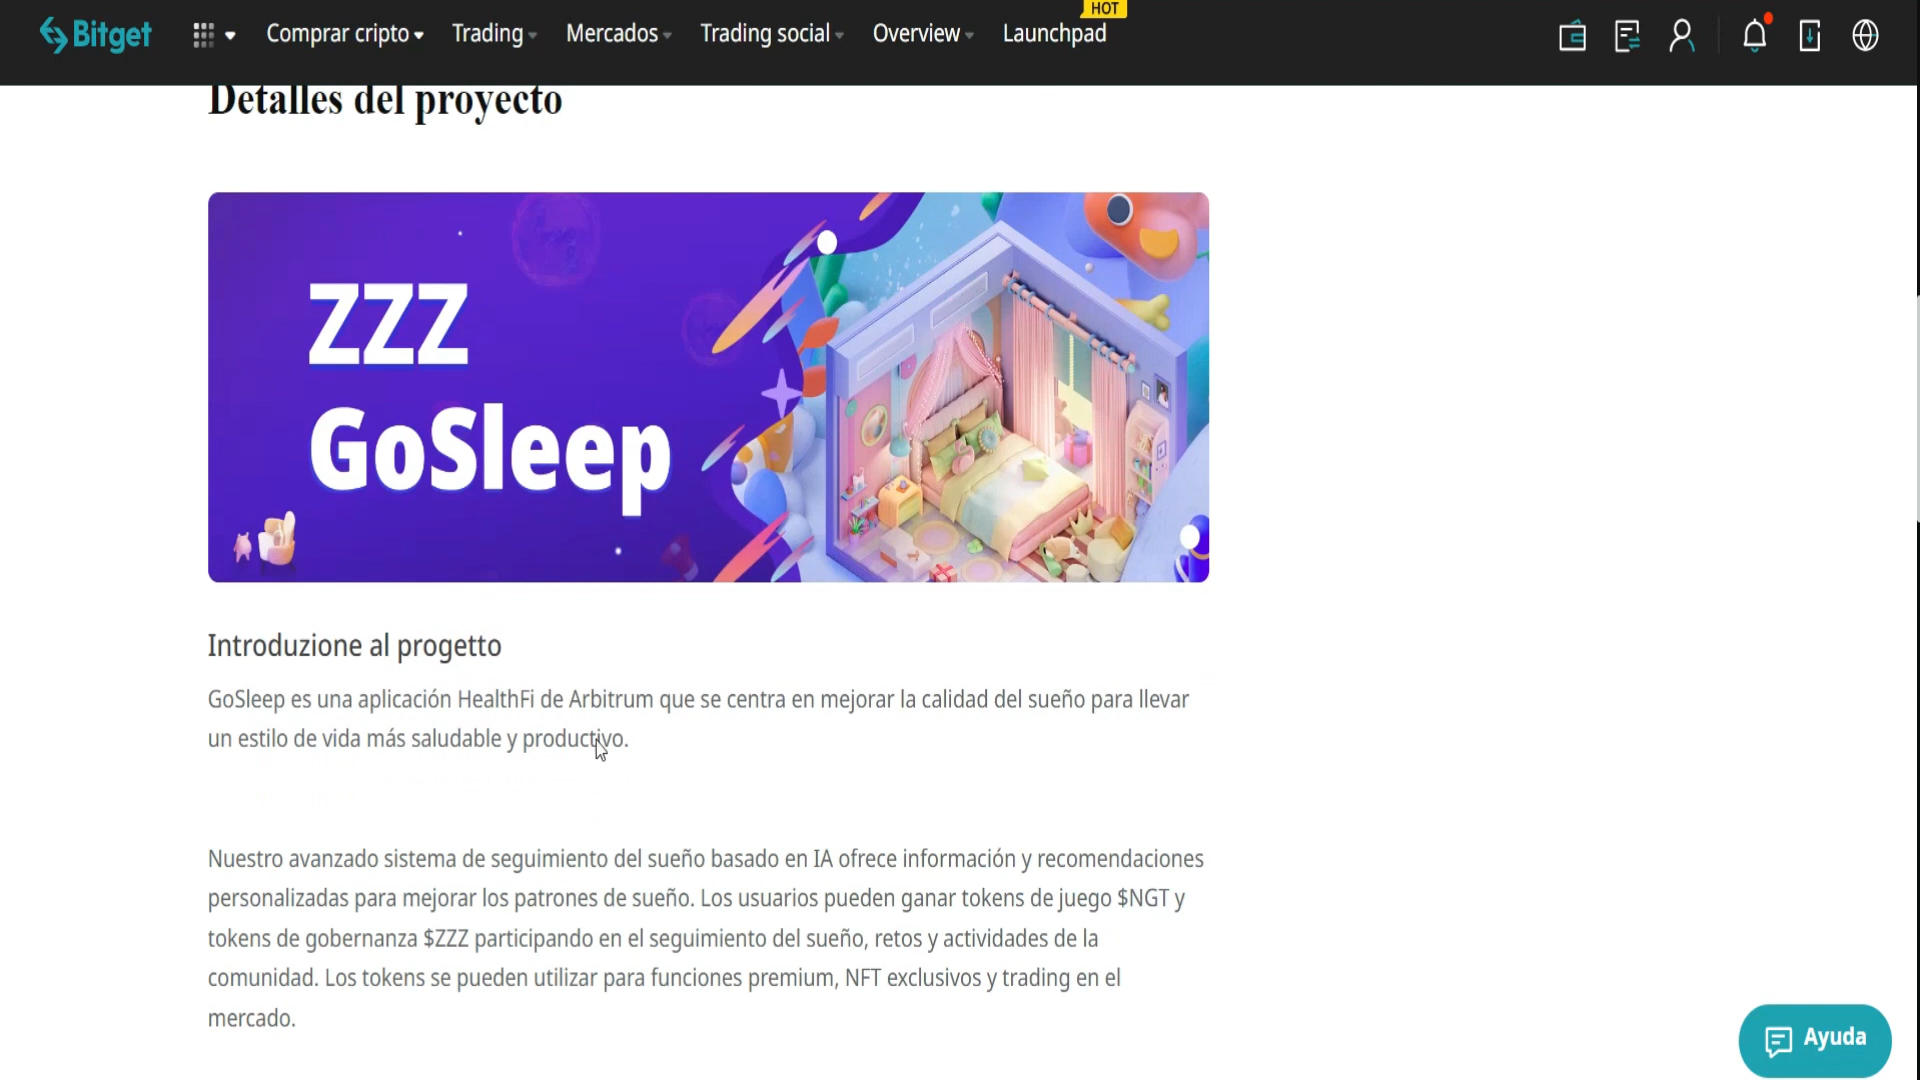 Bitget
Comprar cripto
Trading
Mercados
Trading social
Overview
Launchpad
HOT
Detalles del proyecto
ZZZ
GoSleep
Introduzione al progetto
GoSleep es una aplicación HealthFi de Arbitrum que se centra en mejorar la calidad del sueño para llevar
un estilo de vida más saludable y productivo.
Nuestro avanzado sistema de seguimiento del sueño basado en IA ofrece información y recomendaciones
personalizadas para mejorar los patrones de sueño. Los usuarios pueden ganar tokens de juego $NGT y
tokens de gobernanza $ZZZ participando en el seguimiento del sueño, retos y actividades de la
comunidad. Los tokens se pueden utilizar para funciones premium, NFT exclusivos y trading en el
mercado.
Ayuda